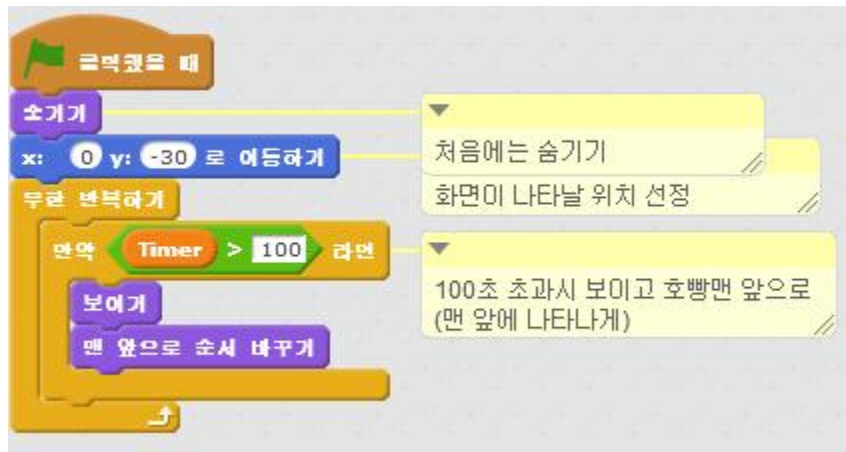 클릭했을 때
숨기기
x: 0 y: -30 로 이동하기
무한 반복하기
만약 Timer > 100 라면
보이기
맨 앞으로 순서 바꾸기
처음에는 숨기기
화면이 나타날 위치 선정
100초 초과시 보이고 호빵맨 앞으로
(맨 앞에 나타나게)